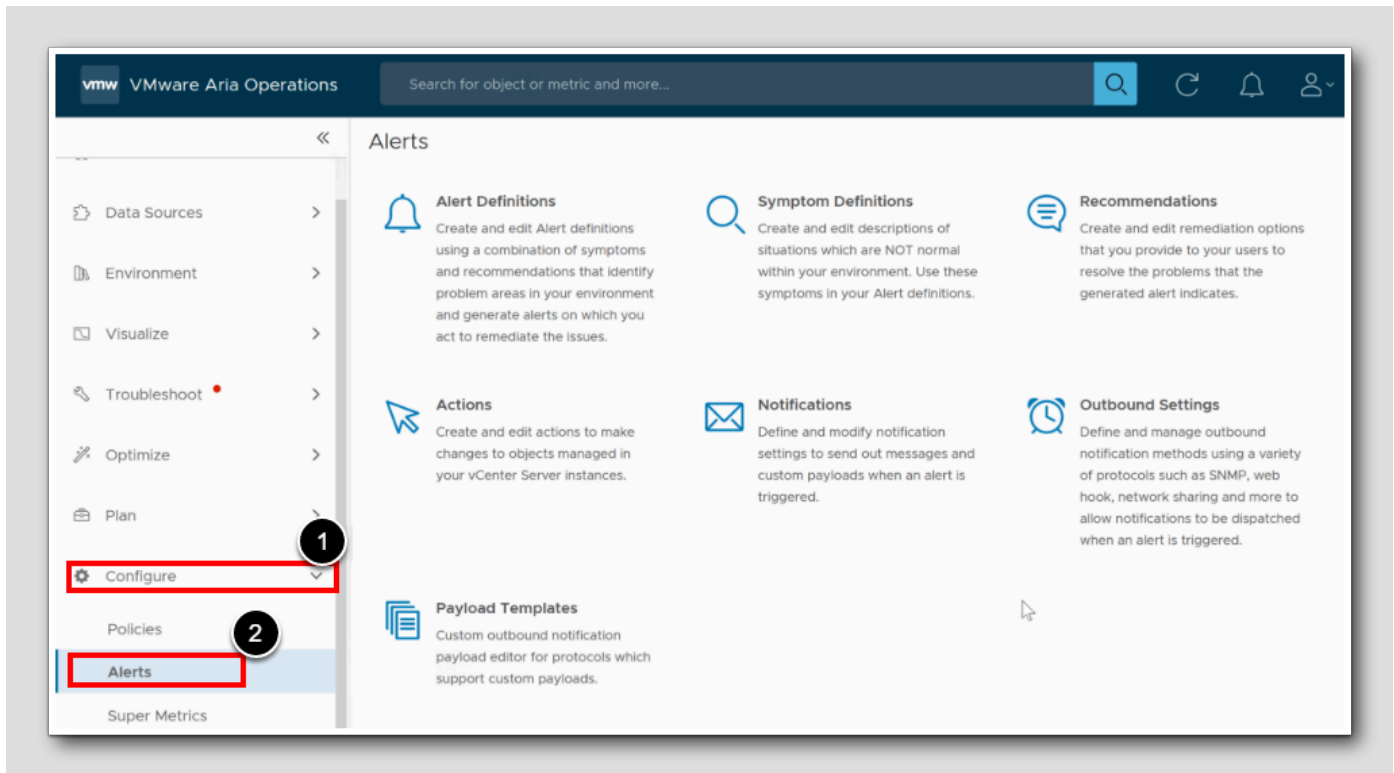 vmw VMware Aria Operations
Search for object or metric and more...
Alerts
Data Sources
Environment
Visualize
Troubleshoot
Optimize
Plan
1
Configure
Policies
2
Alerts
Super Metrics
Alert Definitions
Create and edit Alert definitions
using a combination of symptoms
and recommendations that identify
problem areas in your environment
and generate alerts on which you
act to remediate the issues.
Symptom Definitions
Create and edit descriptions of
situations which are NOT normal
within your environment. Use these
symptoms in your Alert definitions.
Recommendations
Create and edit remediation options
that you provide to your users to
resolve the problems that the
generated alert indicates.
Actions
Create and edit actions to make
changes to objects managed in
your vCenter Server instances.
Notifications
Define and modify notification
settings to send out messages and
custom payloads when an alert is
triggered.
Outbound Settings
Define and manage outbound
notification methods using a variety
of protocols such as SNMP, web
hook, network sharing and more to
allow notifications to be dispatched
when an alert is triggered.
Payload Templates
Custom outbound notification
payload editor for protocols which
support custom payloads.